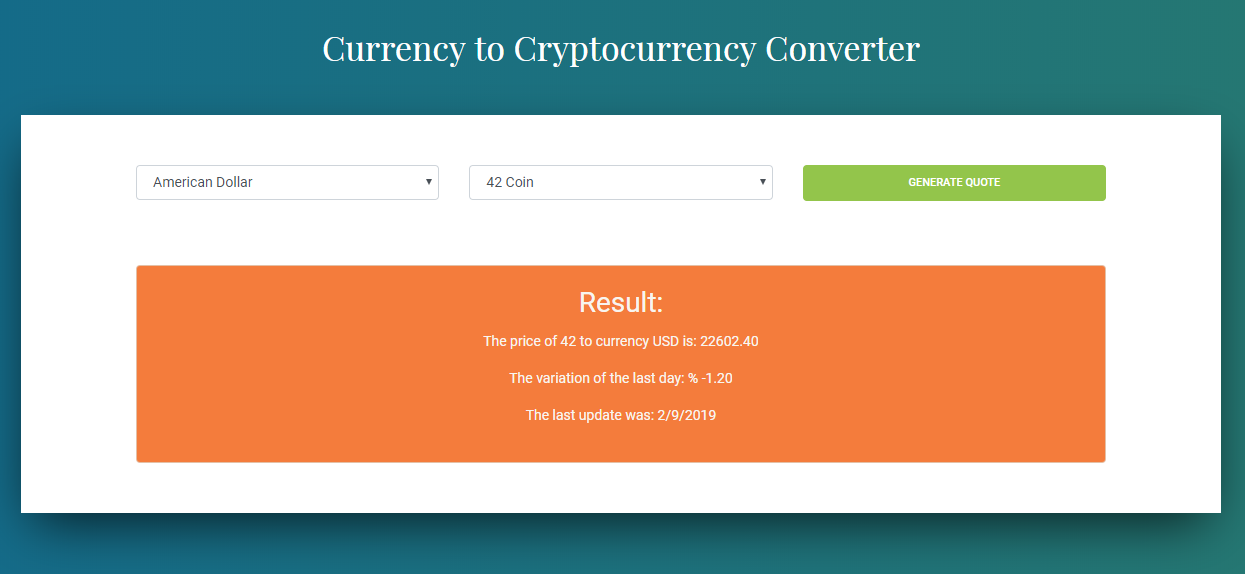 Currency to Cryptocurrency Converter
American Dollar
42 Coin
GENERATE QUOTE
Result:
The price of 42 to currency USD is: 22602.40
The variation of the last day: % -1.20
The last update was: 2/9/2019